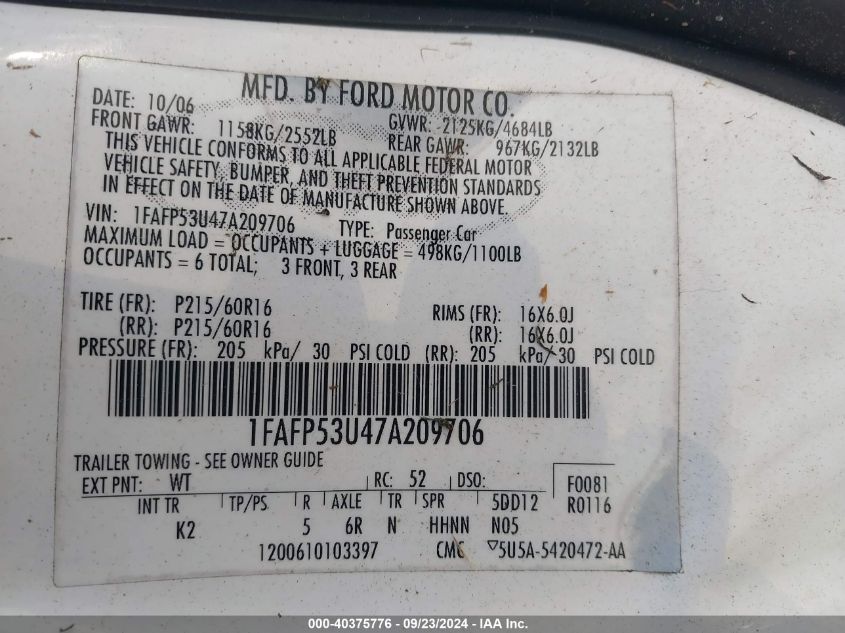 MFD. BY FORD MOTOR CO.
DATE: 10/06 GVWR: 2125KG/4684LB
FRONT GAWR: 1158KG/2552LB REAR GAWR: 967KG/2132LB
THIS VEHICLE CONFORMS TO ALL APPLICABLE FEDERAL MOTOR
VEHICLE SAFETY, BUMPER, AND THEFT PREVENTION STANDARDS
IN EFFECT ON THE DATE OF MANUFACTURE SHOWN ABOVE.
VIN: 1FAFP53U47A209706 TYPE: Passenger Car
MAXIMUM LOAD = OCCUPANTS + LUGGAGE = 498KG/1100LB
OCCUPANTS = 6 TOTAL; 3 FRONT, 3 REAR
TIRE (FR): P215/60R16 RIMS (FR): 16X6.0J
(RR): P215/60R16 (RR): 16X6.0J
PRESSURE (FR): 205 kPa/ 30 PSI COLD (RR): 205 kPa/ 30 PSI COLD
1FAFP53U47A209706
TRAILER TOWING - SEE OWNER GUIDE
EXT PNT: WT RC: 52 DSO: F0081
INT TR TP/PS R AXLE TR SPR 5DD12 R0116
K2 5 6R N HHNN N05
1200610103397 CMC ▽5U5A-5420472-AA
000-40375776 - 09/23/2024 - IAA Inc.